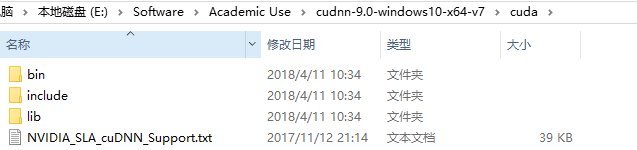 脑 › 本地磁盘 (E:) › Software › Academic Use › cudnn-9.0-windows10-x64-v7 › cuda ›
名称 修改日期 类型 大小
bin 2018/4/11 10:34 文件夹
include 2018/4/11 10:34 文件夹
lib 2018/4/11 10:34 文件夹
NVIDIA_SLA_cuDNN_Support.txt 2017/11/12 21:14 文本文档 39 KB